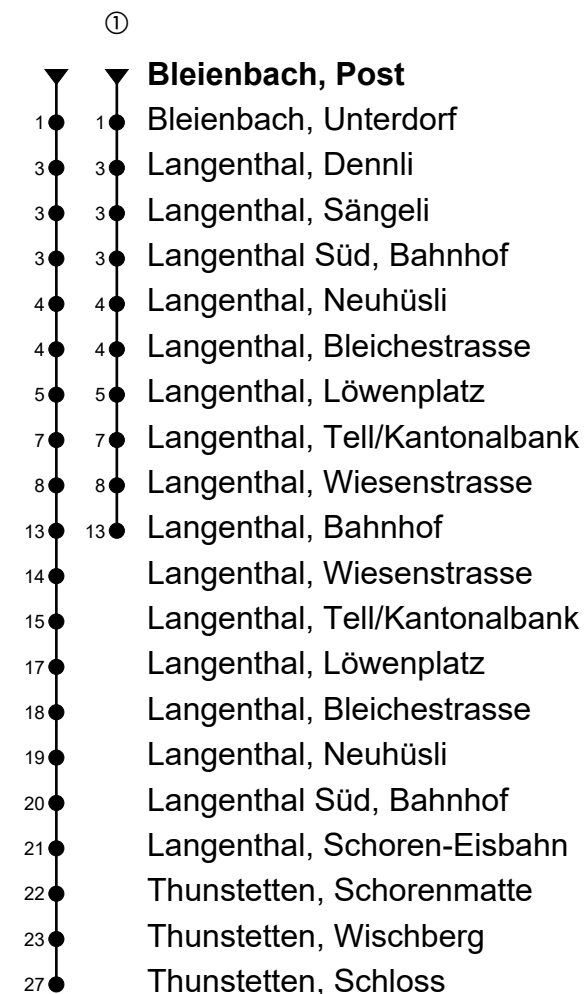 ①
Bleienbach, Post
1 1 Bleienbach, Unterdorf
3 3 Langenthal, Dennli
3 3 Langenthal, Sängeli
3 3 Langenthal Süd, Bahnhof
4 4 Langenthal, Neuhüsli
4 4 Langenthal, Bleichestrasse
5 5 Langenthal, Löwenplatz
7 7 Langenthal, Tell/Kantonalbank
8 8 Langenthal, Wiesenstrasse
13 13 Langenthal, Bahnhof
14 Langenthal, Wiesenstrasse
15 Langenthal, Tell/Kantonalbank
17 Langenthal, Löwenplatz
18 Langenthal, Bleichestrasse
19 Langenthal, Neuhüsli
20 Langenthal Süd, Bahnhof
21 Langenthal, Schoren-Eisbahn
22 Thunstetten, Schorenmatte
23 Thunstetten, Wischberg
27 Thunstetten, Schloss